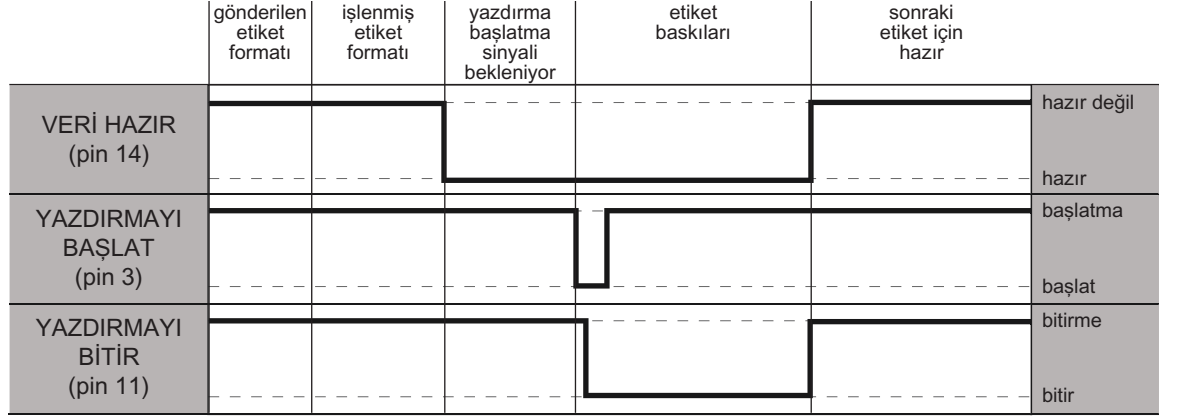 gönderilen
etiket
formatı
işlenmiş
etiket
formatı
yazdırma
başlatma
sinyali
bekleniyor
etiket
baskıları
sonraki
etiket için
hazır
VERİ HAZIR
(pin 14)
hazır değil
hazır
YAZDIRMAYI
BAŞLAT
(pin 3)
başlatma
başlat
YAZDIRMAYI
BİTİR
(pin 11)
bitirme
bitir